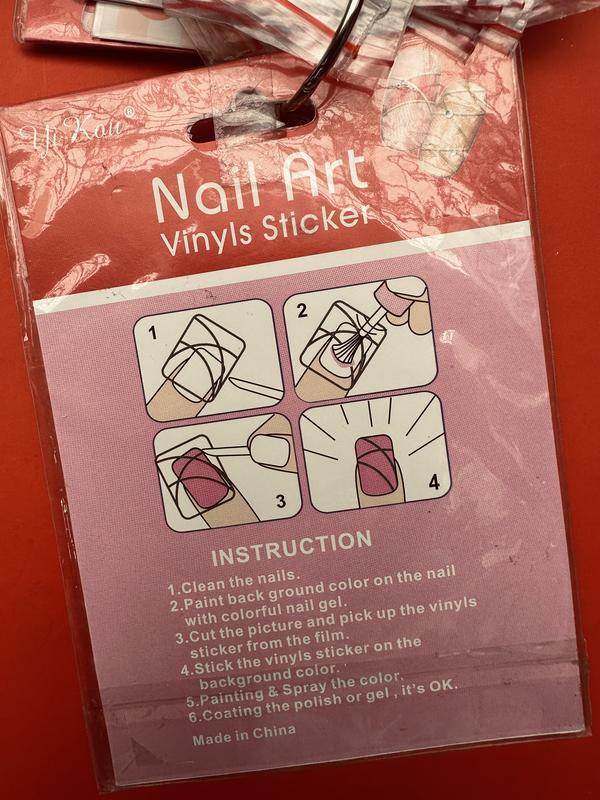 Yi Kou®
Nail Art
Vinyls Sticker
1
2
3
4
INSTRUCTION
1.Clean the nails.
2.Paint back ground color on the nail
with colorful nail gel.
3.Cut the picture and pick up the vinyls
sticker from the film.
4.Stick the vinyls sticker on the
background color.
5.Painting & Spray the color.
6.Coating the polish or gel , it's OK.
Made in China